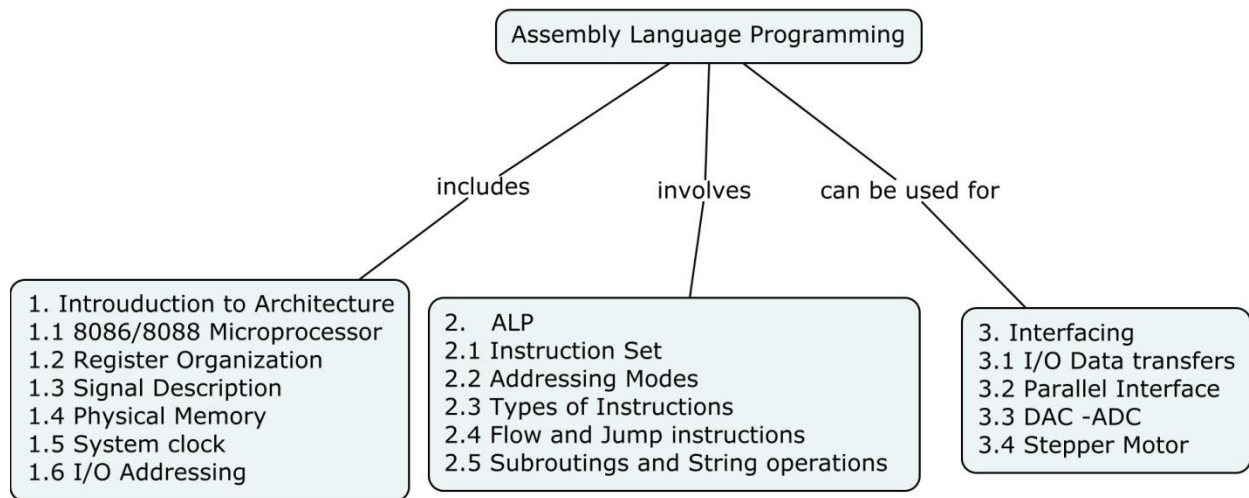 Assembly Language Programming
includes
involves
can be used for
1. Introuduction to Architecture
1.1 8086/8088 Microprocessor
1.2 Register Organization
1.3 Signal Description
1.4 Physical Memory
1.5 System clock
1.6 I/O Addressing
2. ALP
2.1 Instruction Set
2.2 Addressing Modes
2.3 Types of Instructions
2.4 Flow and Jump instructions
2.5 Subroutings and String operations
3. Interfacing
3.1 I/O Data transfers
3.2 Parallel Interface
3.3 DAC -ADC
3.4 Stepper Motor